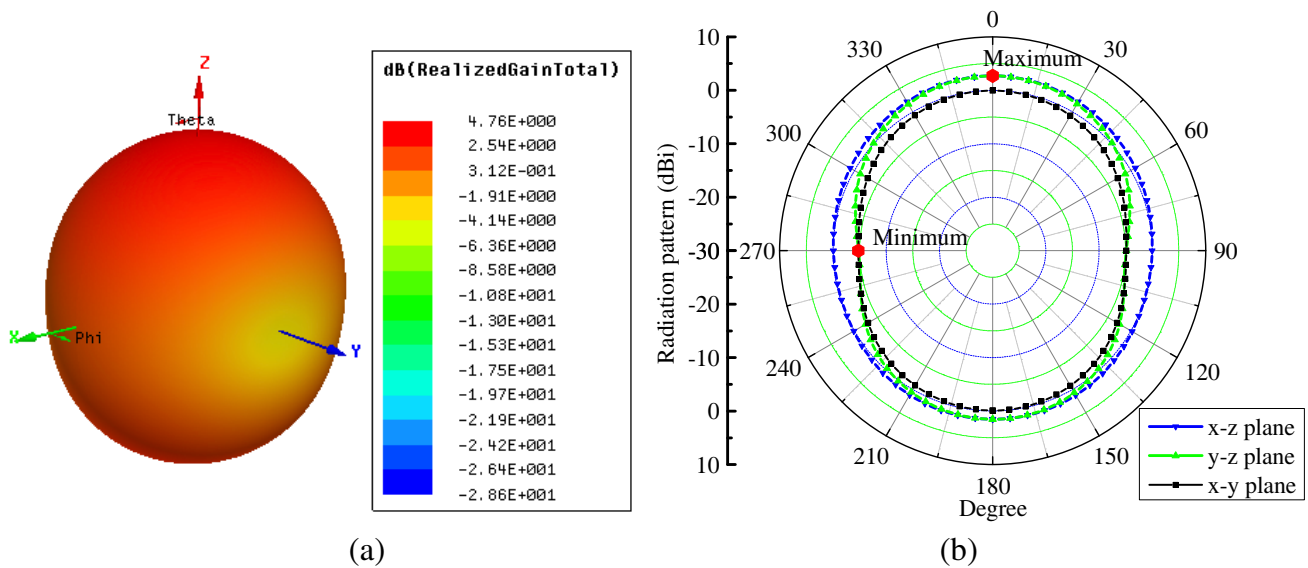 Z
Theta
X
Phi
Y
dB(RealizedGainTotal)
4.76E+000
2.54E+000
3.12E-001
-1.91E+000
-4.14E+000
-6.36E+000
-8.58E+000
-1.08E+001
-1.30E+001
-1.53E+001
-1.75E+001
-1.97E+001
-2.19E+001
-2.42E+001
-2.64E+001
-2.86E+001
(a)
Radiation pattern (dBi)
10
0
-10
-20
-30
-20
-10
0
10
0
30
60
90
120
150
180
210
240
270
300
330
Maximum
Minimum
Degree
x-z plane
y-z plane
x-y plane
(b)